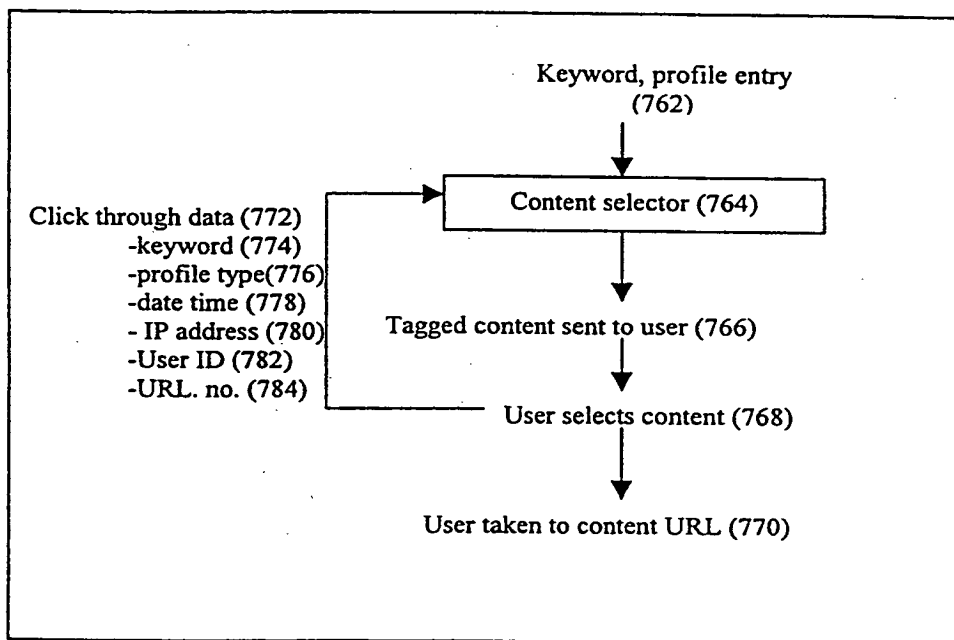 Keyword, profile entry
(762)
Content selector (764)
Click through data (772)
-keyword (774)
-profile type(776)
-date time (778)
- IP address (780)
-User ID (782)
-URL. no. (784)
Tagged content sent to user (766)
User selects content (768)
User taken to content URL (770)